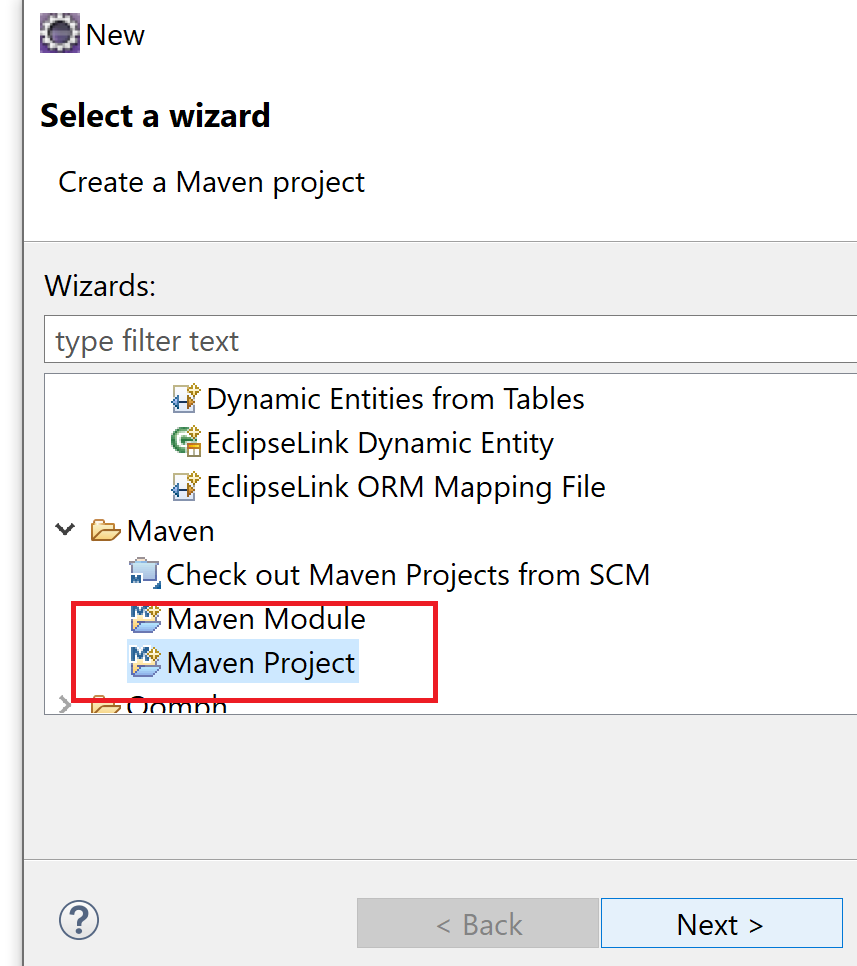 New
Select a wizard
Create a Maven project
Wizards:
type filter text
Dynamic Entities from Tables
EclipseLink Dynamic Entity
EclipseLink ORM Mapping File
Maven
Check out Maven Projects from SCM
Maven Module
Maven Project
Oomph
< Back
Next >